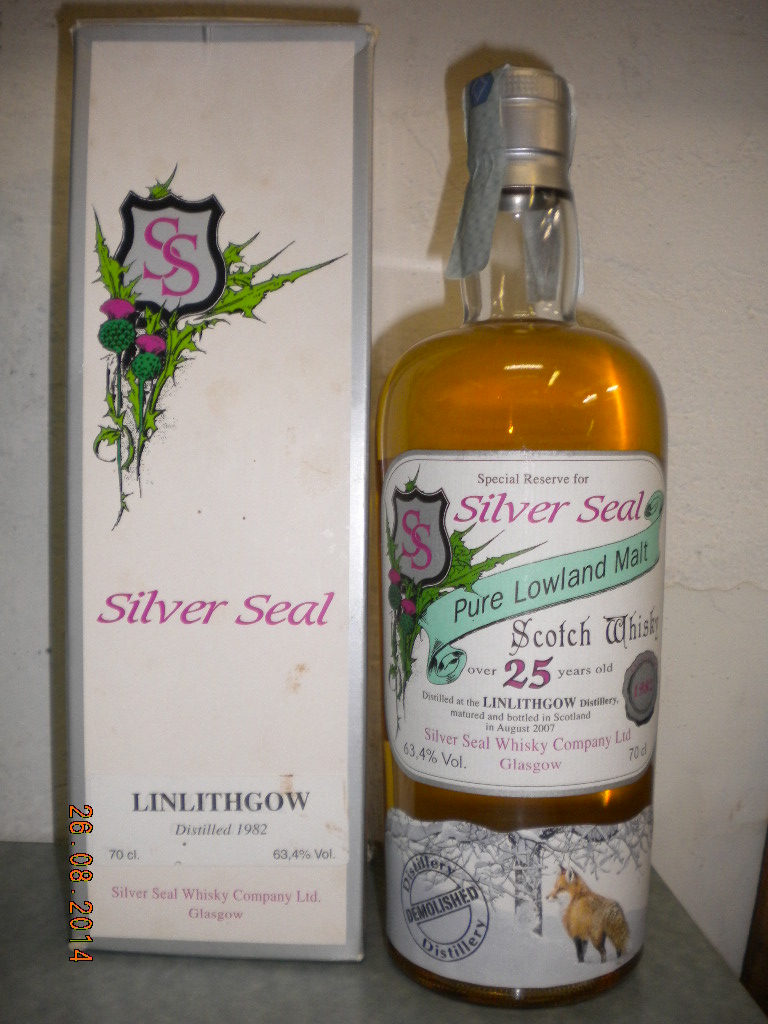 SS
Silver Seal
LINLITHGOW
Distilled 1982
70 cl. 63,4% Vol.
Silver Seal Whisky Company Ltd.
Glasgow
Special Reserve for
Silver Seal
SS
Pure Lowland Malt
Scotch Whisky
over 25 years old
1982
Distilled at the LINLITHGOW Distillery,
matured and bottled in Scotland
in August 2007
Silver Seal Whisky Company Ltd
63,4% Vol. Glasgow 70 cl
Distillery
DEMOLISHED
Distillery
26.08.2014